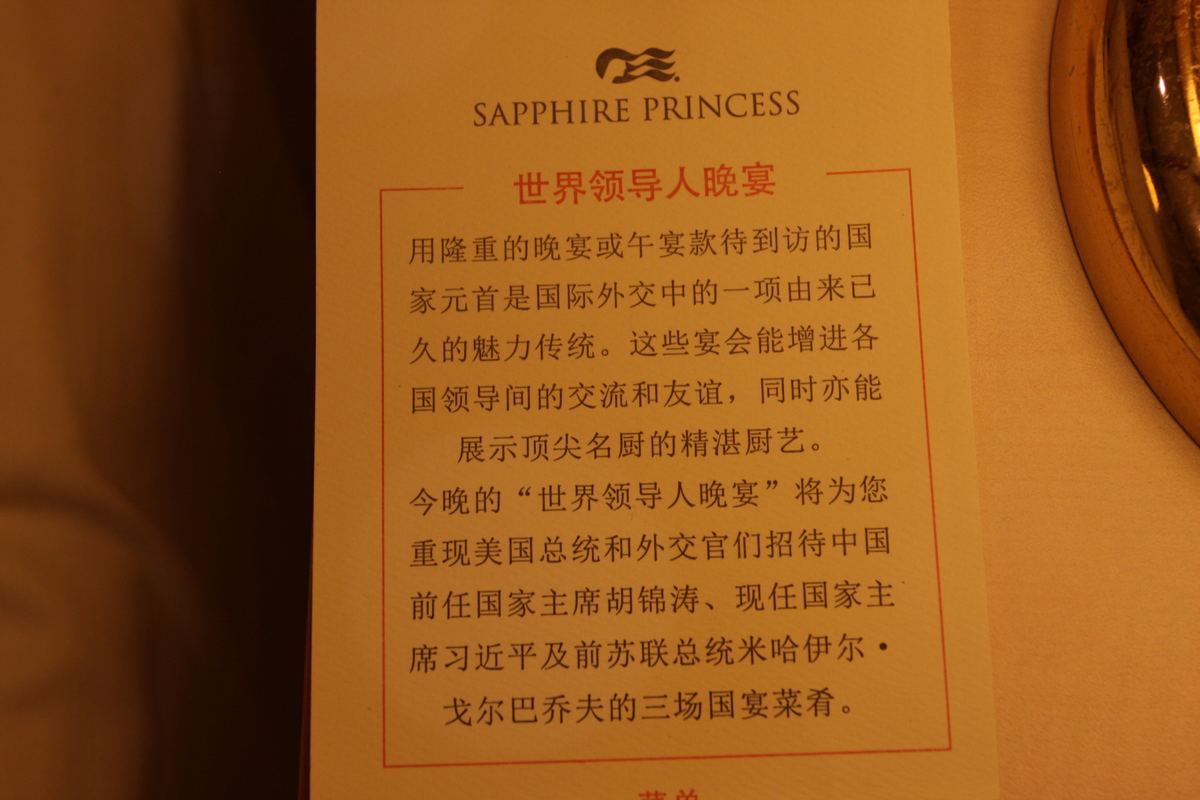 SAPPHIRE PRINCESS
世界领导人晚宴
用隆重的晚宴或午宴款待到访的国
家元首是国际外交中的一项由来已
久的魅力传统。这些宴会能增进各
国领导间的交流和友谊，同时亦能
展示顶尖名厨的精湛厨艺。
今晚的“世界领导人晚宴”将为您
重现美国总统和外交官们招待中国
前任国家主席胡锦涛、现任国家主
席习近平及前苏联总统米哈伊尔·
戈尔巴乔夫的三场国宴菜肴。
菜单